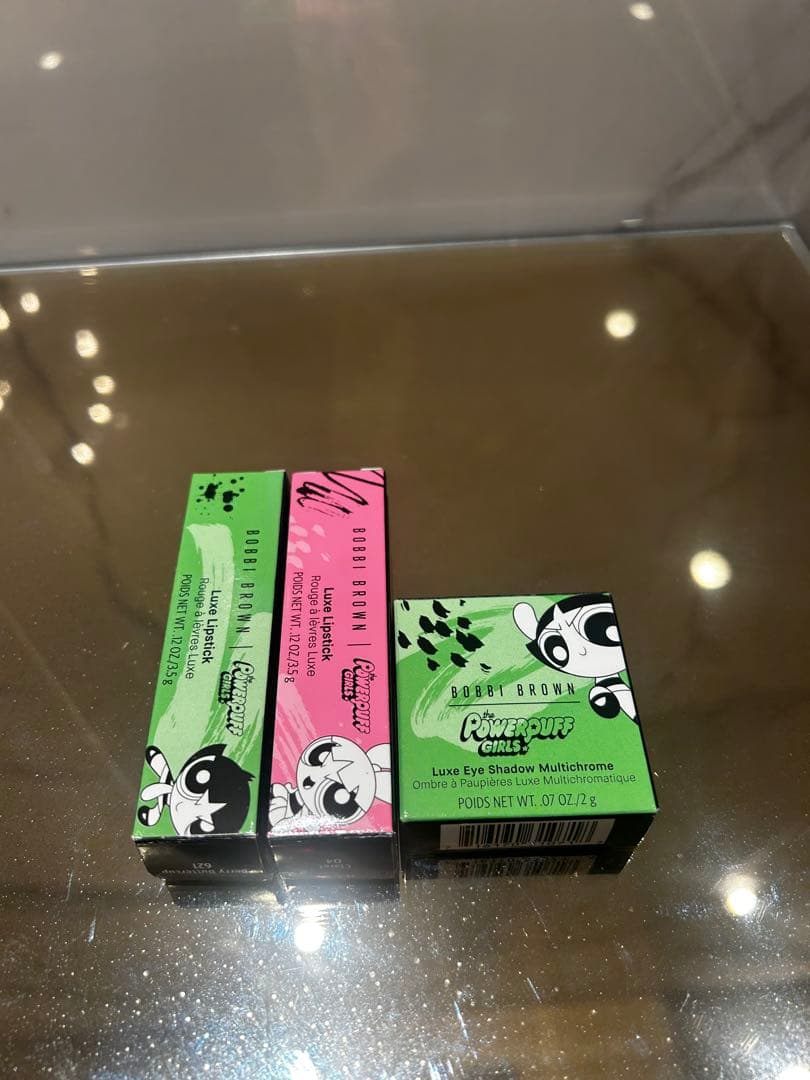 BOBBI BROWN | the POWERPUFF GIRLS
Luxe Lipstick
Rouge à lèvres Luxe
POIDS NET WT. .12 OZ./3.5 g
621
BOBBI BROWN | the POWERPUFF GIRLS
Luxe Lipstick
Rouge à lèvres Luxe
POIDS NET WT. .12 OZ./3.5 g
04
BOBBI BROWN
the POWERPUFF GIRLS
Luxe Eye Shadow Multichrome
Ombre à Paupières Luxe Multichromatique
POIDS NET WT. .07 OZ./2 g